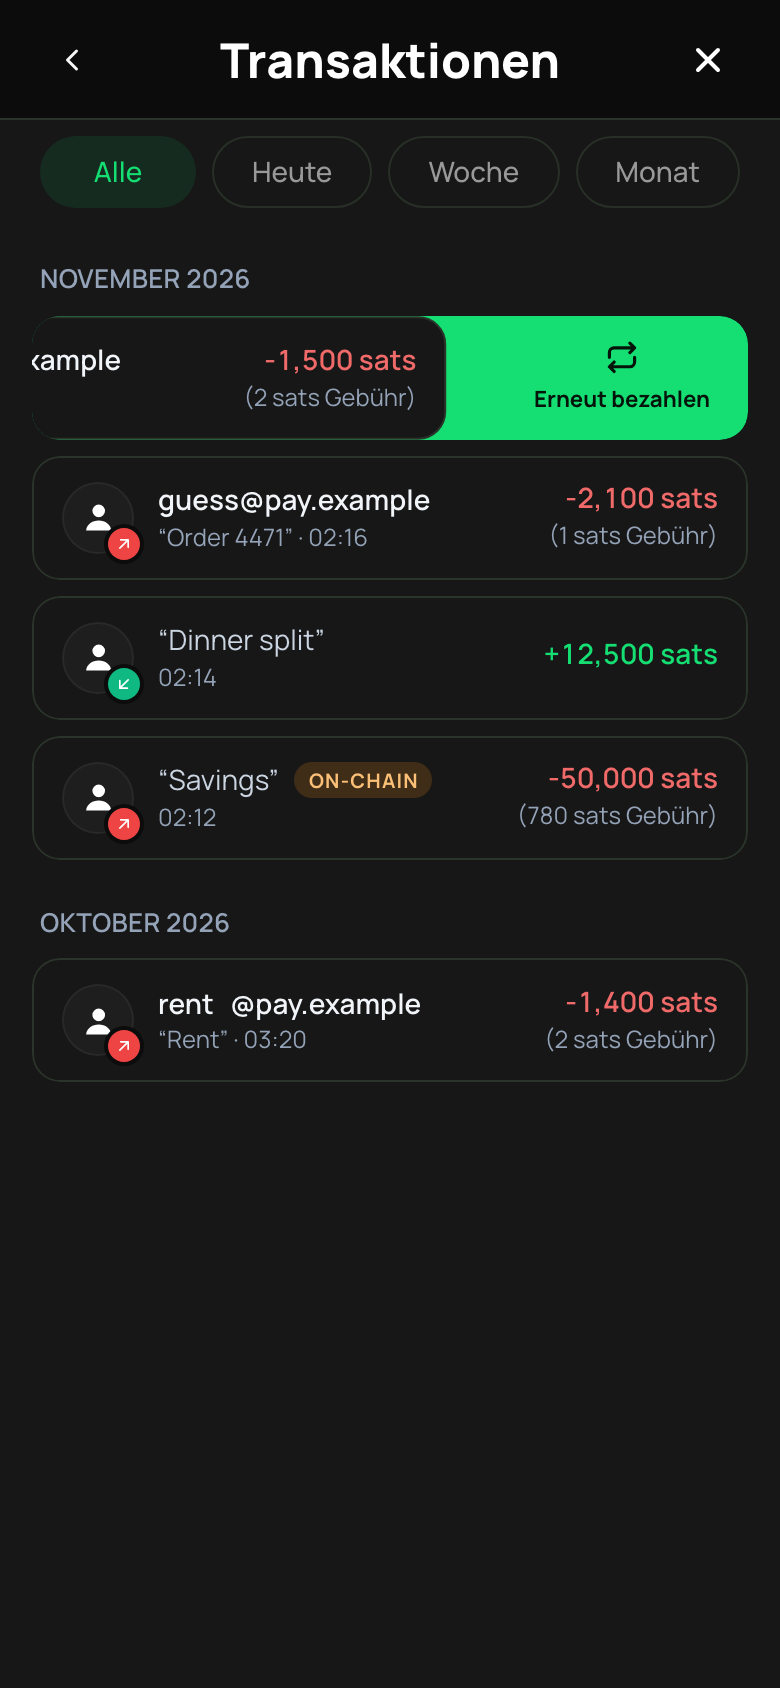 Transaktionen
Alle Heute Woche Monat
NOVEMBER 2026
xample -1,500 sats
(2 sats Gebühr)
Erneut bezahlen
guess@pay.example -2,100 sats
“Order 4471” · 02:16 (1 sats Gebühr)
“Dinner split” +12,500 sats
02:14
“Savings” ON-CHAIN -50,000 sats
02:12 (780 sats Gebühr)
OKTOBER 2026
rent @pay.example -1,400 sats
“Rent” · 03:20 (2 sats Gebühr)